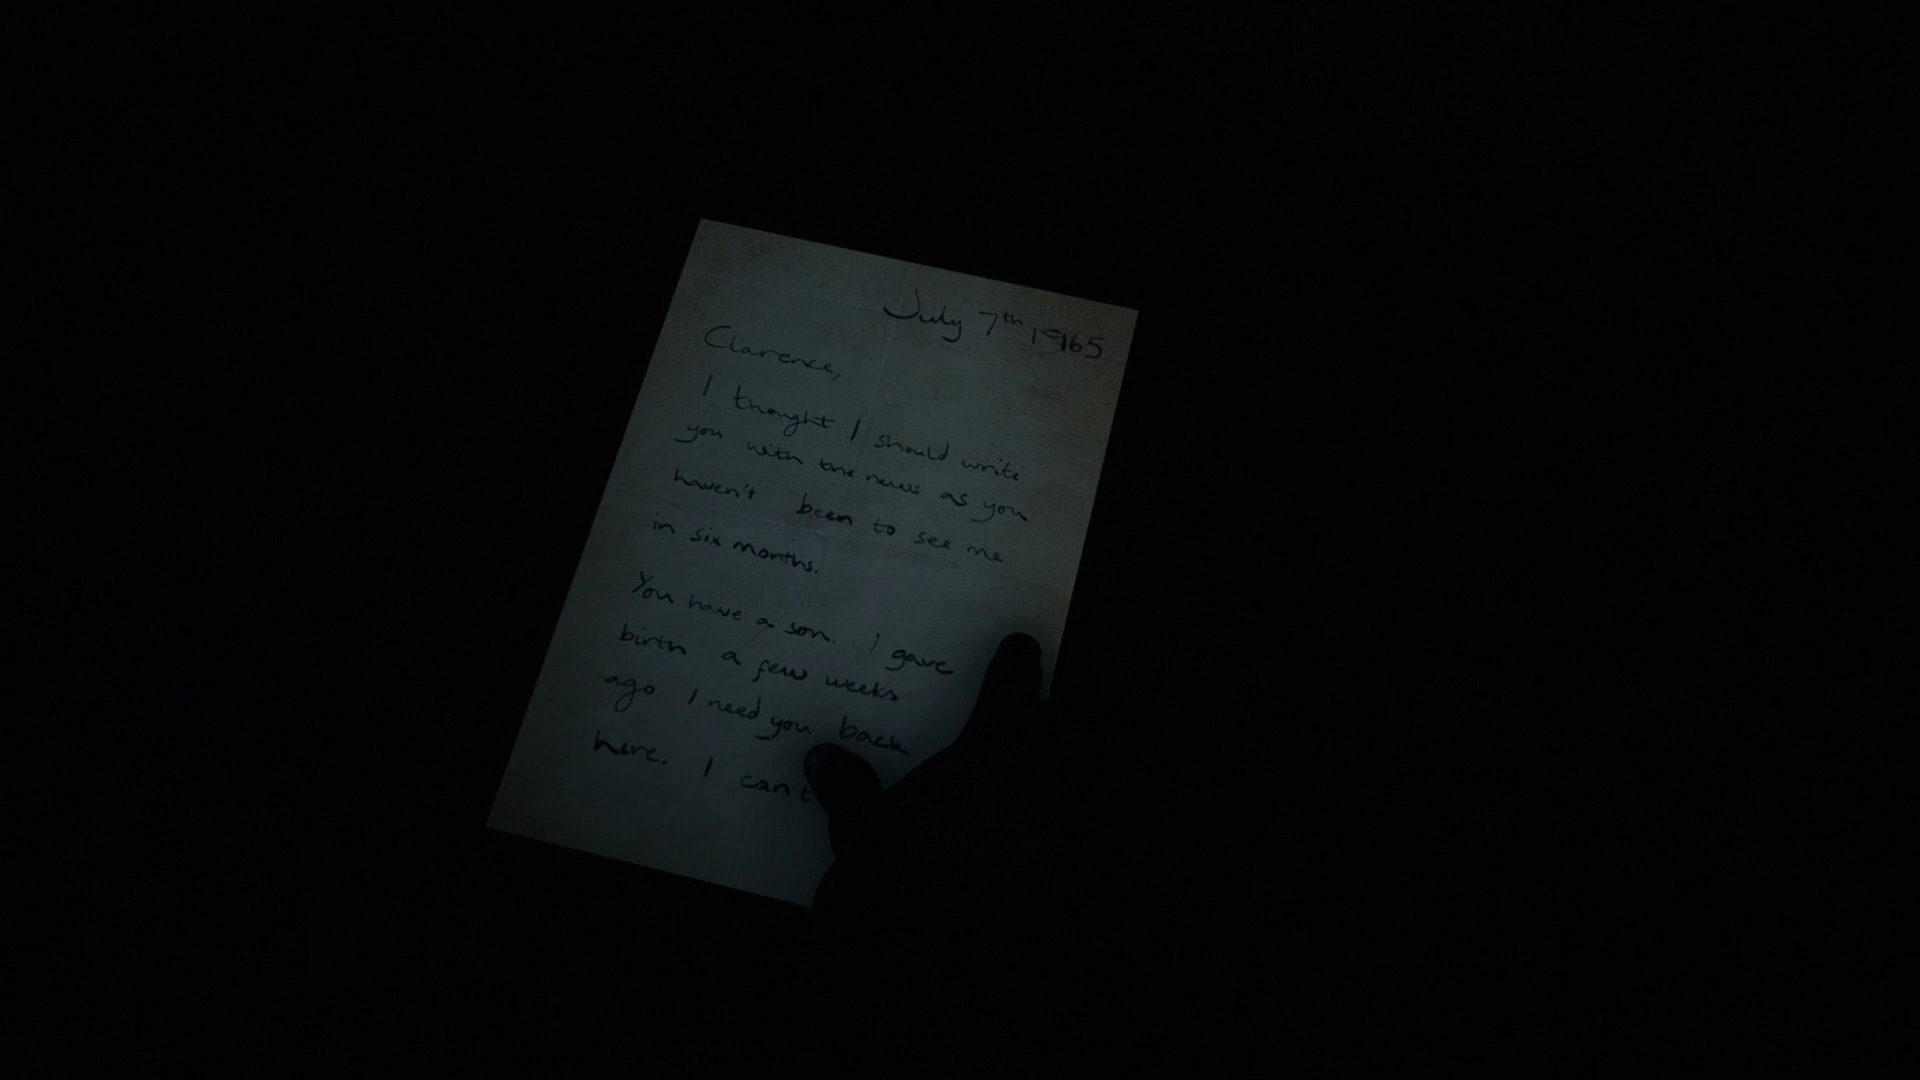 July 7th 1965
Clarence,
I thought I should write
you with the news as you
haven't been to see me
in six months.
You have a son. I gave
birth a few weeks
ago. I need you back
here. I can't